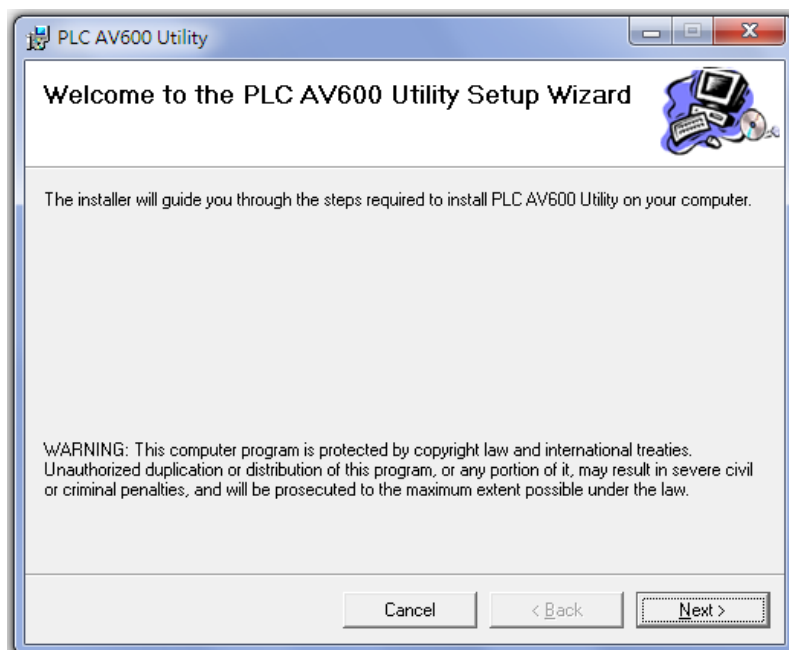 PLC AV600 Utility
Welcome to the PLC AV600 Utility Setup Wizard
The installer will guide you through the steps required to install PLC AV600 Utility on your computer.
WARNING: This computer program is protected by copyright law and international treaties.
Unauthorized duplication or distribution of this program, or any portion of it, may result in severe civil
or criminal penalties, and will be prosecuted to the maximum extent possible under the law.
Cancel < Back Next >